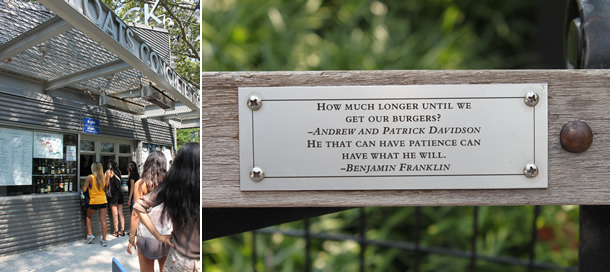 HOW MUCH LONGER UNTIL WE
GET OUR BURGERS?
–ANDREW AND PATRICK DAVIDSON
HE THAT CAN HAVE PATIENCE CAN
HAVE WHAT HE WILL.
–BENJAMIN FRANKLIN